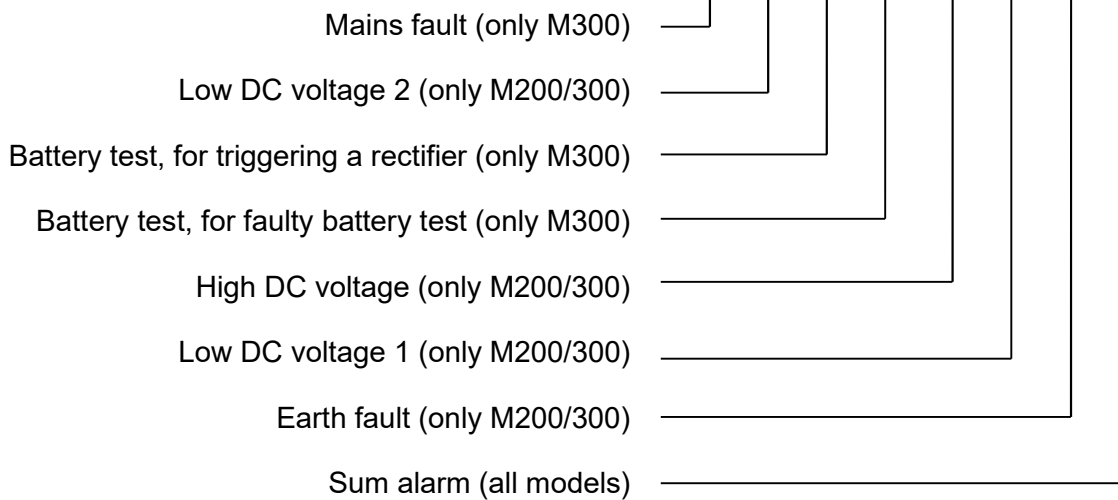 Mains fault (only M300)
Low DC voltage 2 (only M200/300)
Battery test, for triggering a rectifier (only M300)
Battery test, for faulty battery test (only M300)
High DC voltage (only M200/300)
Low DC voltage 1 (only M200/300)
Earth fault (only M200/300)
Sum alarm (all models)